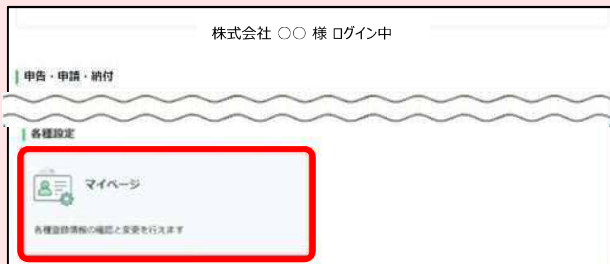 株式会社 〇〇 様 ログイン中
申告・申請・納付
各種設定
マイページ
各種登録情報の確認と変更を行えます